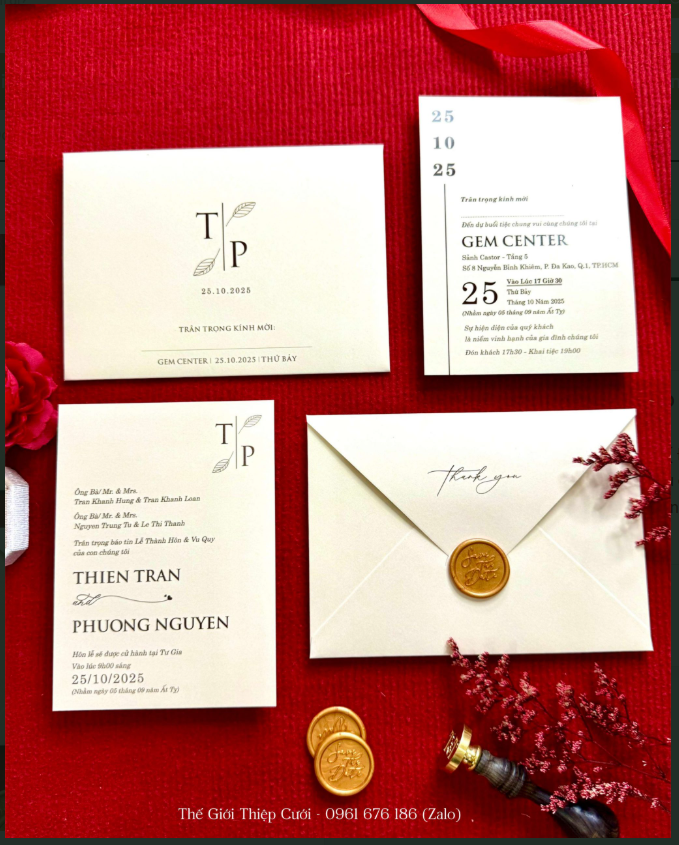 T P
25.10.2025
TRÂN TRỌNG KÍNH MỜI:
GEM CENTER | 25.10.2025 | THỨ BẢY
25
10
25
Trân trọng kính mời
Đến dự buổi tiệc chung vui cùng chúng tôi tại
GEM CENTER
Sảnh Castor - Tầng 5
Số 8 Nguyễn Bỉnh Khiêm, P. Đa Kao, Q.1, TP.HCM
25
Vào Lúc 17 Giờ 30
Thứ Bảy
Tháng 10 Năm 2025
(Nhằm ngày 05 tháng 09 năm Ất Tỵ)
Sự hiện diện của quý khách
là niềm vinh hạnh của gia đình chúng tôi
Đón khách 17h30 - Khai tiệc 19h00
T P
Ông Bà/ Mr. & Mrs.
Tran Khanh Hung & Tran Khanh Loan
Ông Bà/ Mr. & Mrs.
Nguyen Trung Tu & Le Thi Thanh
Trân trọng báo tin Lễ Thành Hôn & Vu Quy
của con chúng tôi
THIEN TRAN
and
PHUONG NGUYEN
Hôn lễ sẽ được cử hành tại Tư Gia
Vào lúc 9h00 sáng
25/10/2025
(Nhằm ngày 05 tháng 09 năm Ất Tỵ)
thank you
Save
The
Date
Save
The
Date
Thế Giới Thiệp Cưới - 0961 676 186 (Zalo)